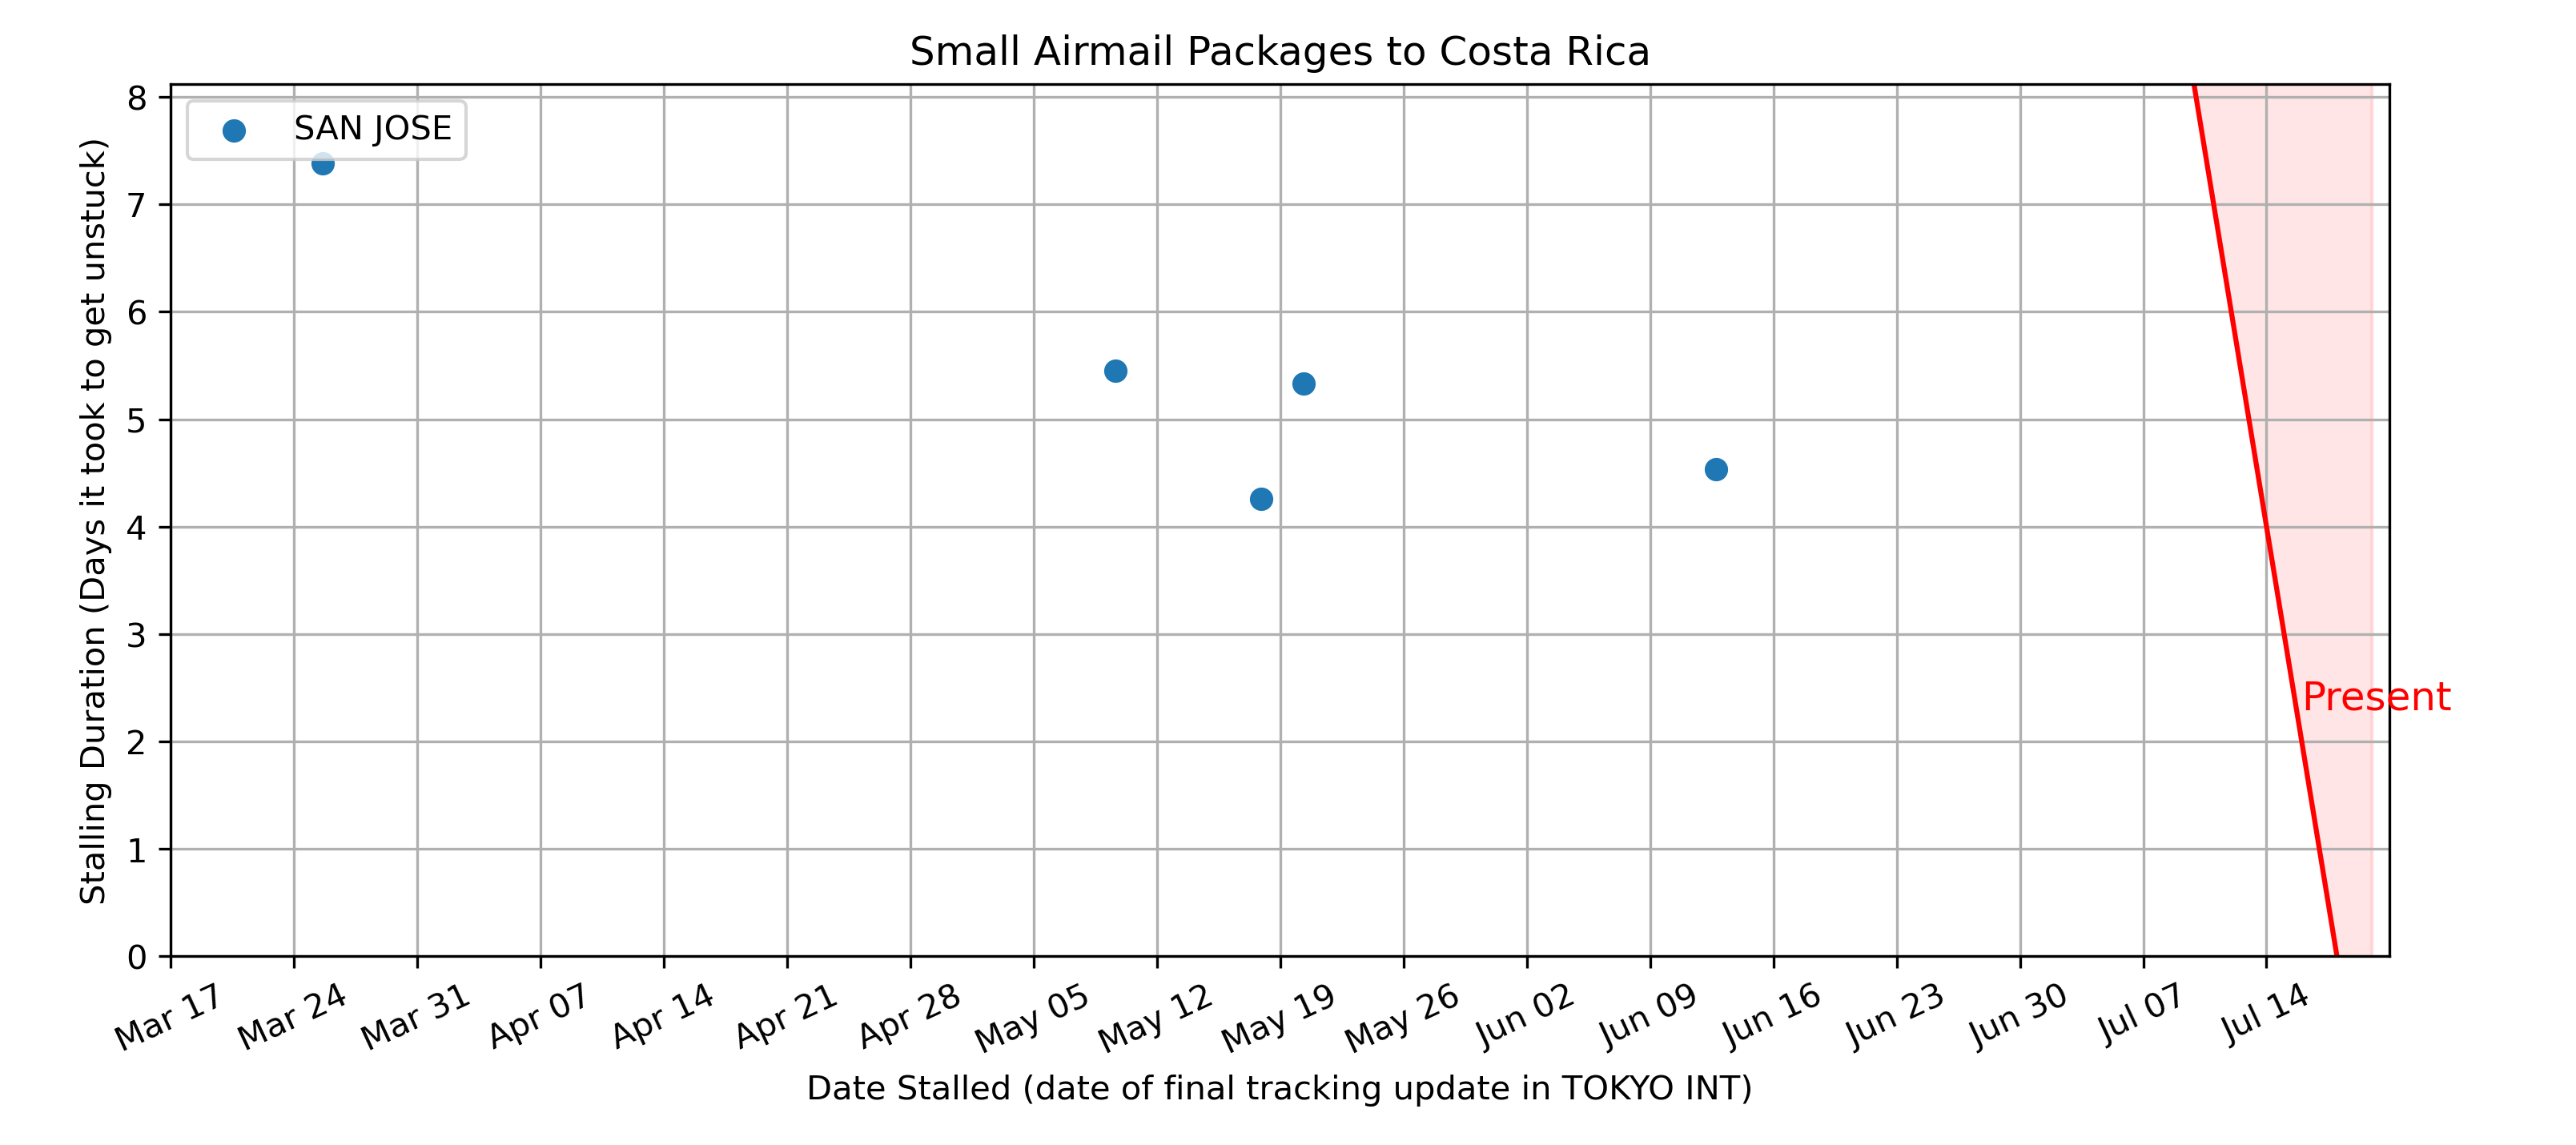 Small Airmail Packages to Costa Rica
SAN JOSE
Stalling Duration (Days it took to get unstuck)
8
7
6
5
4
3
2
1
0
Present
Mar 17 Mar 24 Mar 31 Apr 07 Apr 14 Apr 21 Apr 28 May 05 May 12 May 19 May 26 Jun 02 Jun 09 Jun 16 Jun 23 Jun 30 Jul 07 Jul 14
Date Stalled (date of final tracking update in TOKYO INT)